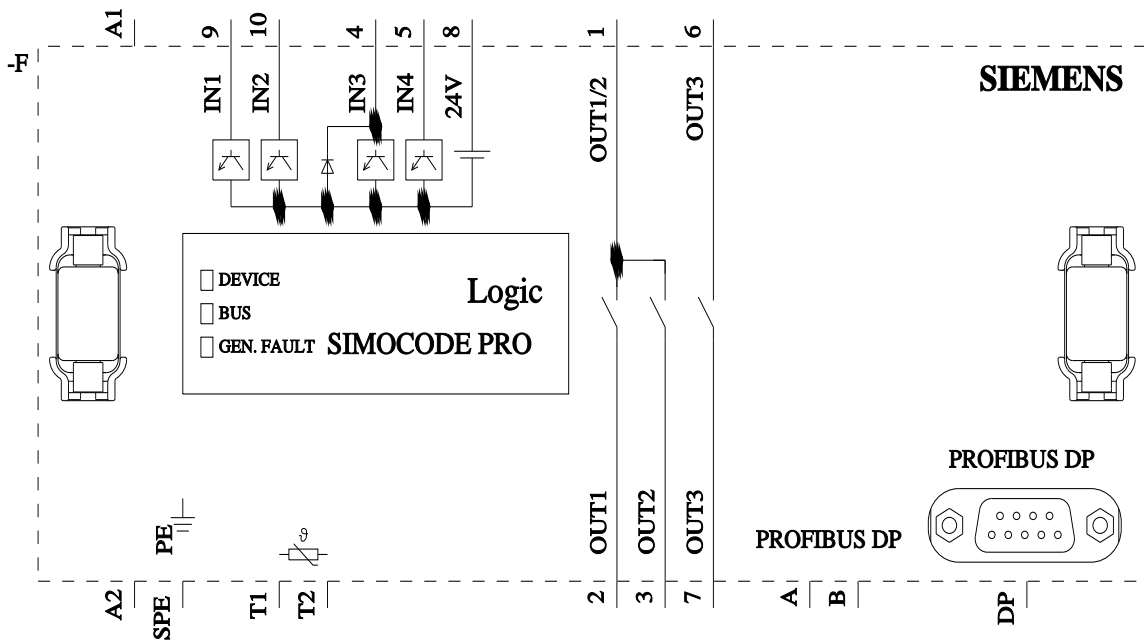 A1
9
10
4
5
8
1
6
-F
IN1
IN2
IN3
IN4
24V
OUT1/2
OUT3
SIEMENS
DEVICE
BUS
GEN. FAULT
Logic
SIMOCODE PRO
PROFIBUS DP
PE
ϑ
OUT1
OUT2
OUT3
PROFIBUS DP
A2
SPE
T1
T2
2
3
7
A
B
DP